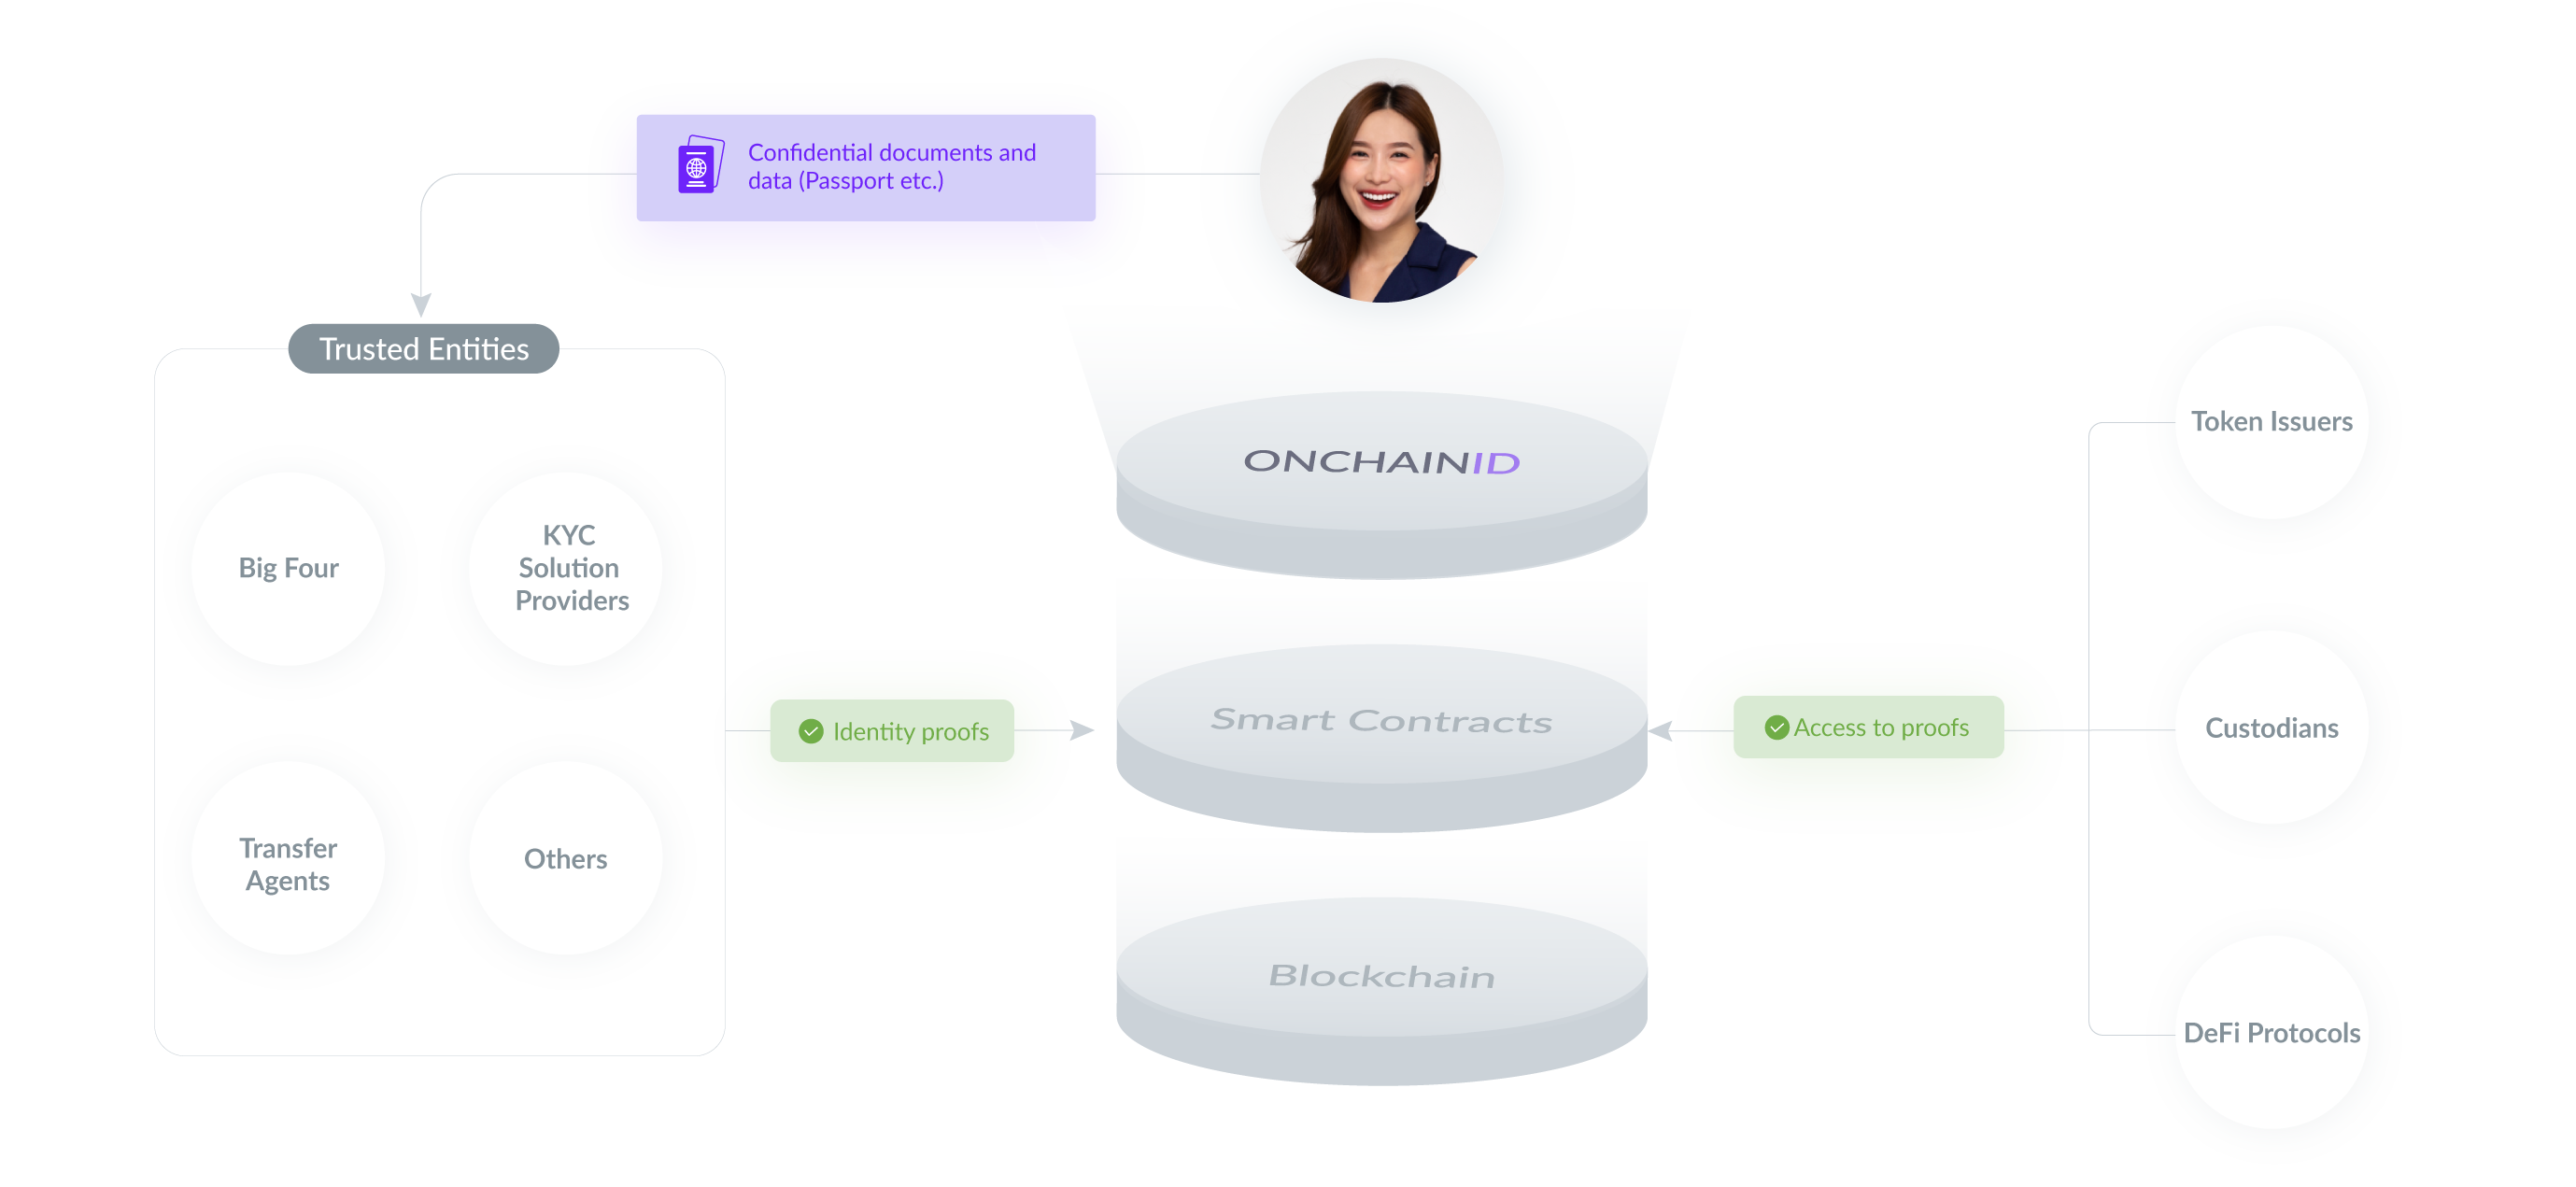 Confidential documents and
data (Passport etc.)
Trusted Entities
Big Four
KYC
Solution
Providers
Transfer
Agents
Others
Identity proofs
ONCHAINID
Smart Contracts
Blockchain
Access to proofs
Token Issuers
Custodians
DeFi Protocols